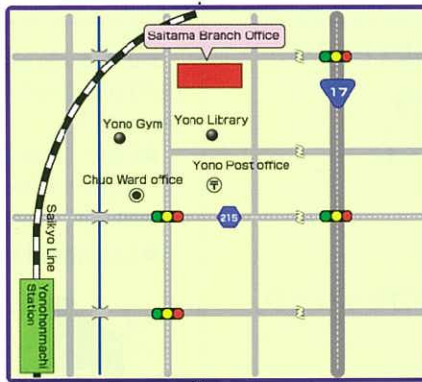 Saitama Branch Office
17
Yono Gym
Yono Library
Yono Post office
〒
Chuo Ward office
215
Saikyo Line
Yonohonmachi
Station